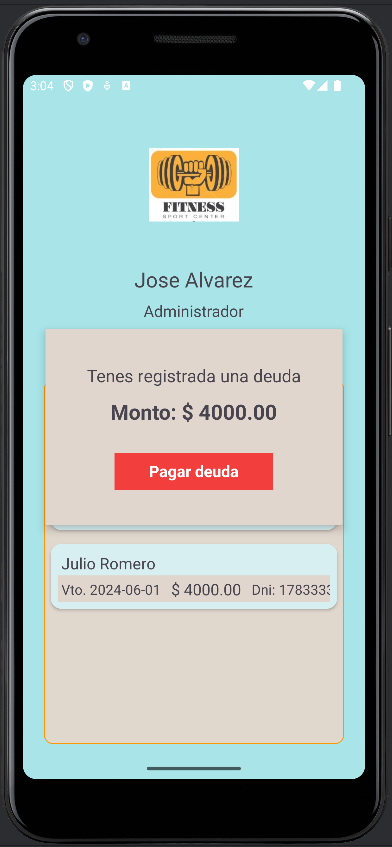 3:04
FITNESS
SPORT CENTER
Jose Alvarez
Administrador
Tenes registrada una deuda
Monto: $ 4000.00
Pagar deuda
Julio Romero
Vto. 2024-06-01 $ 4000.00 Dni: 1783333